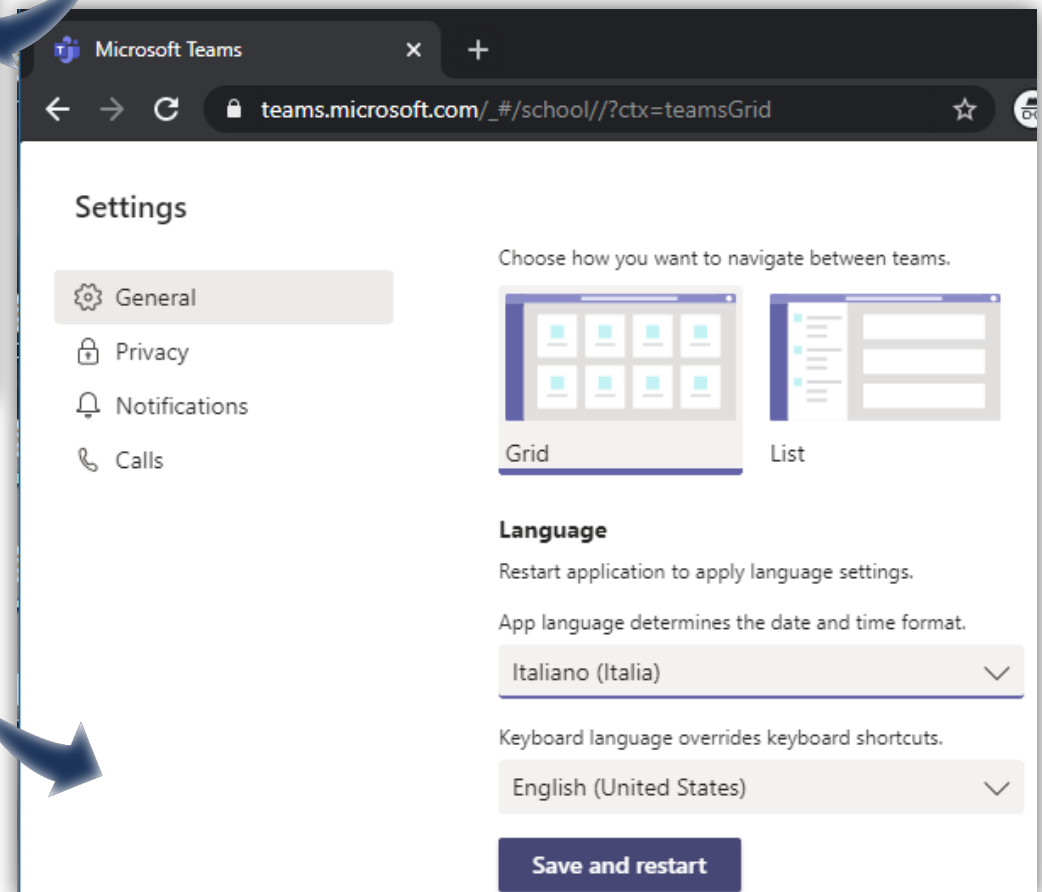 Microsoft Teams
teams.microsoft.com/_#/school//?ctx=teamsGrid
Settings
General
Privacy
Notifications
Calls
Choose how you want to navigate between teams.
Grid
List
Language
Restart application to apply language settings.
App language determines the date and time format.
Italiano (Italia)
Keyboard language overrides keyboard shortcuts.
English (United States)
Save and restart